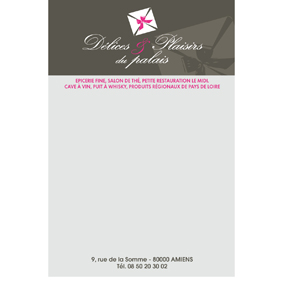 Délices & Plaisirs
du palais
EPICERIE FINE, SALON DE THÉ, PETITE RESTAURATION LE MIDI,
CAVE A VIN, FUIT À WHISKY, PRODUITS RÉGIONAUX DE PAYS DE LOIRE
9, rue de la Somme - 80000 AMIENS
Tél. 08 50 20 30 02